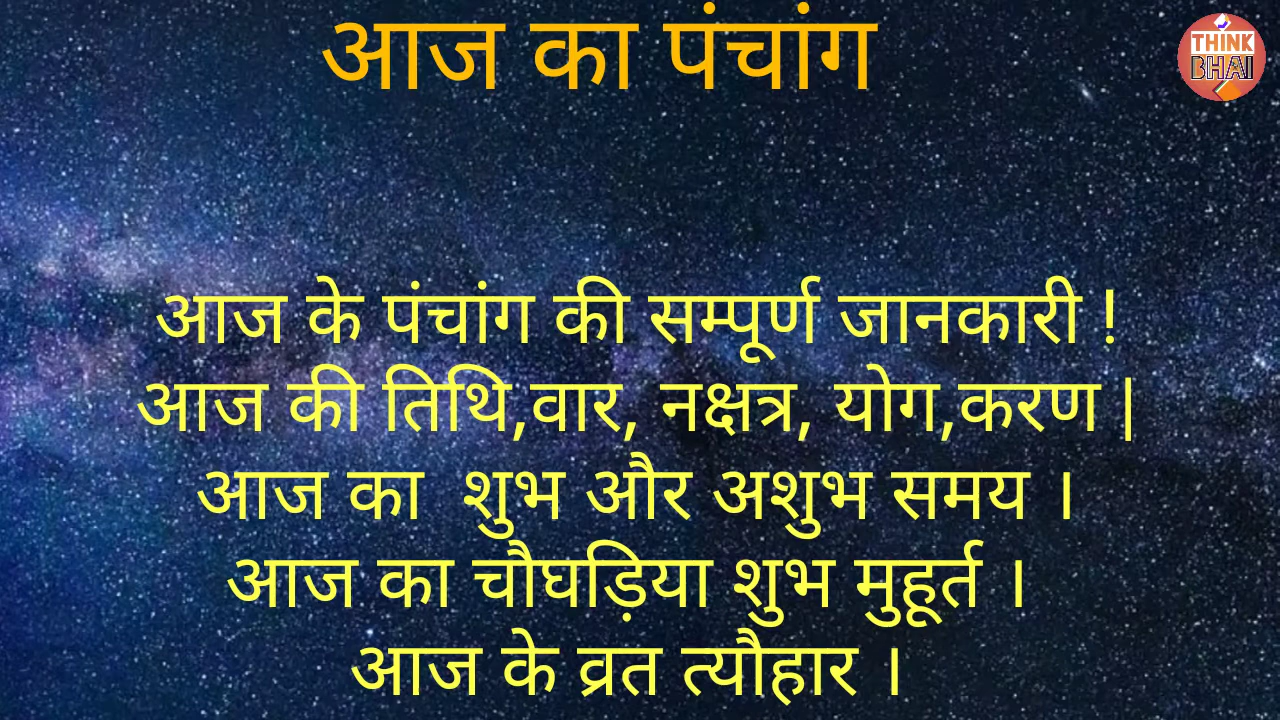 आज का पंचांग
THINK
BHAI
आज के पंचांग की सम्पूर्ण जानकारी !
आज की तिथि,वार, नक्षत्र, योग,करण |
आज का  शुभ और अशुभ समय ।
आज का चौघड़िया शुभ मुहूर्त ।
आज के व्रत त्यौहार ।